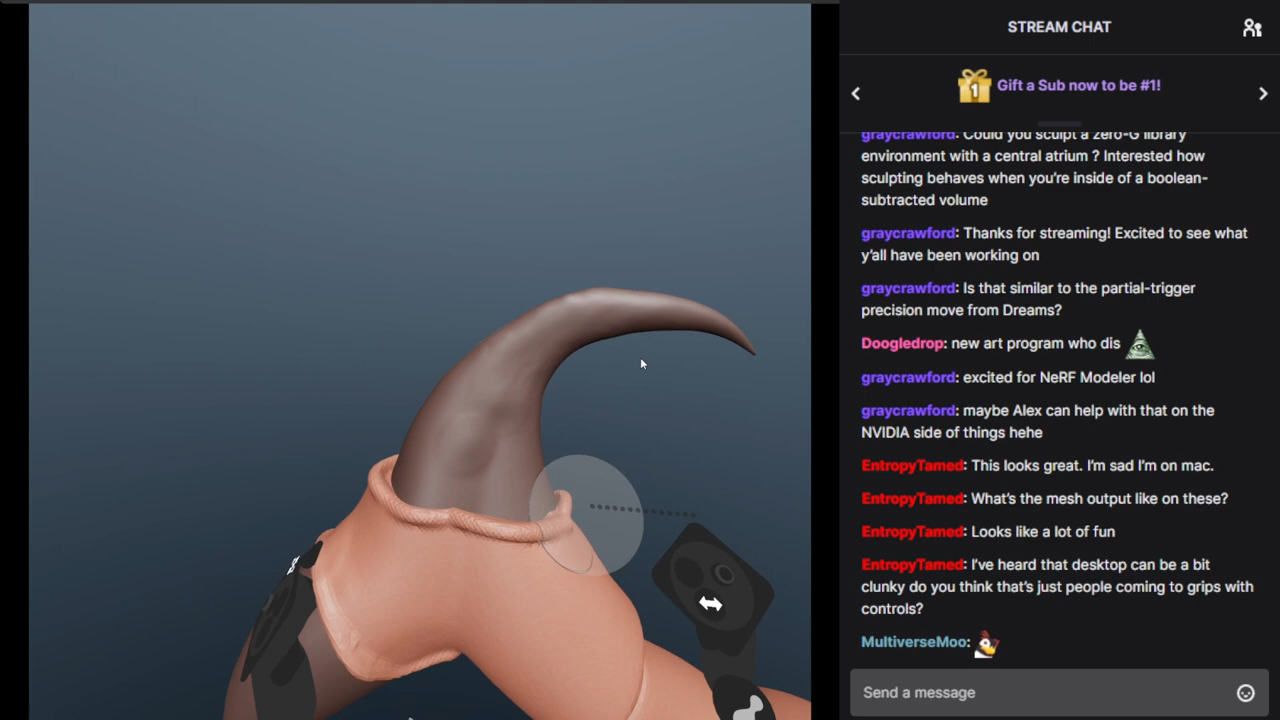 STREAM CHAT
1 Gift a Sub now to be #1!
graycrawford: Could you sculpt a zero-G library
environment with a central atrium ? Interested how
sculpting behaves when you're inside of a boolean-
subtracted volume
graycrawford: Thanks for streaming! Excited to see what
y'all have been working on
graycrawford: Is that similar to the partial-trigger
precision move from Dreams?
Doogledrop: new art program who dis
graycrawford: excited for NeRF Modeler lol
graycrawford: maybe Alex can help with that on the
NVIDIA side of things hehe
EntropyTamed: This looks great. I'm sad I'm on mac.
EntropyTamed: What's the mesh output like on these?
EntropyTamed: Looks like a lot of fun
EntropyTamed: I've heard that desktop can be a bit
clunky do you think that's just people coming to grips with
controls?
MultiverseMoo:
Send a message